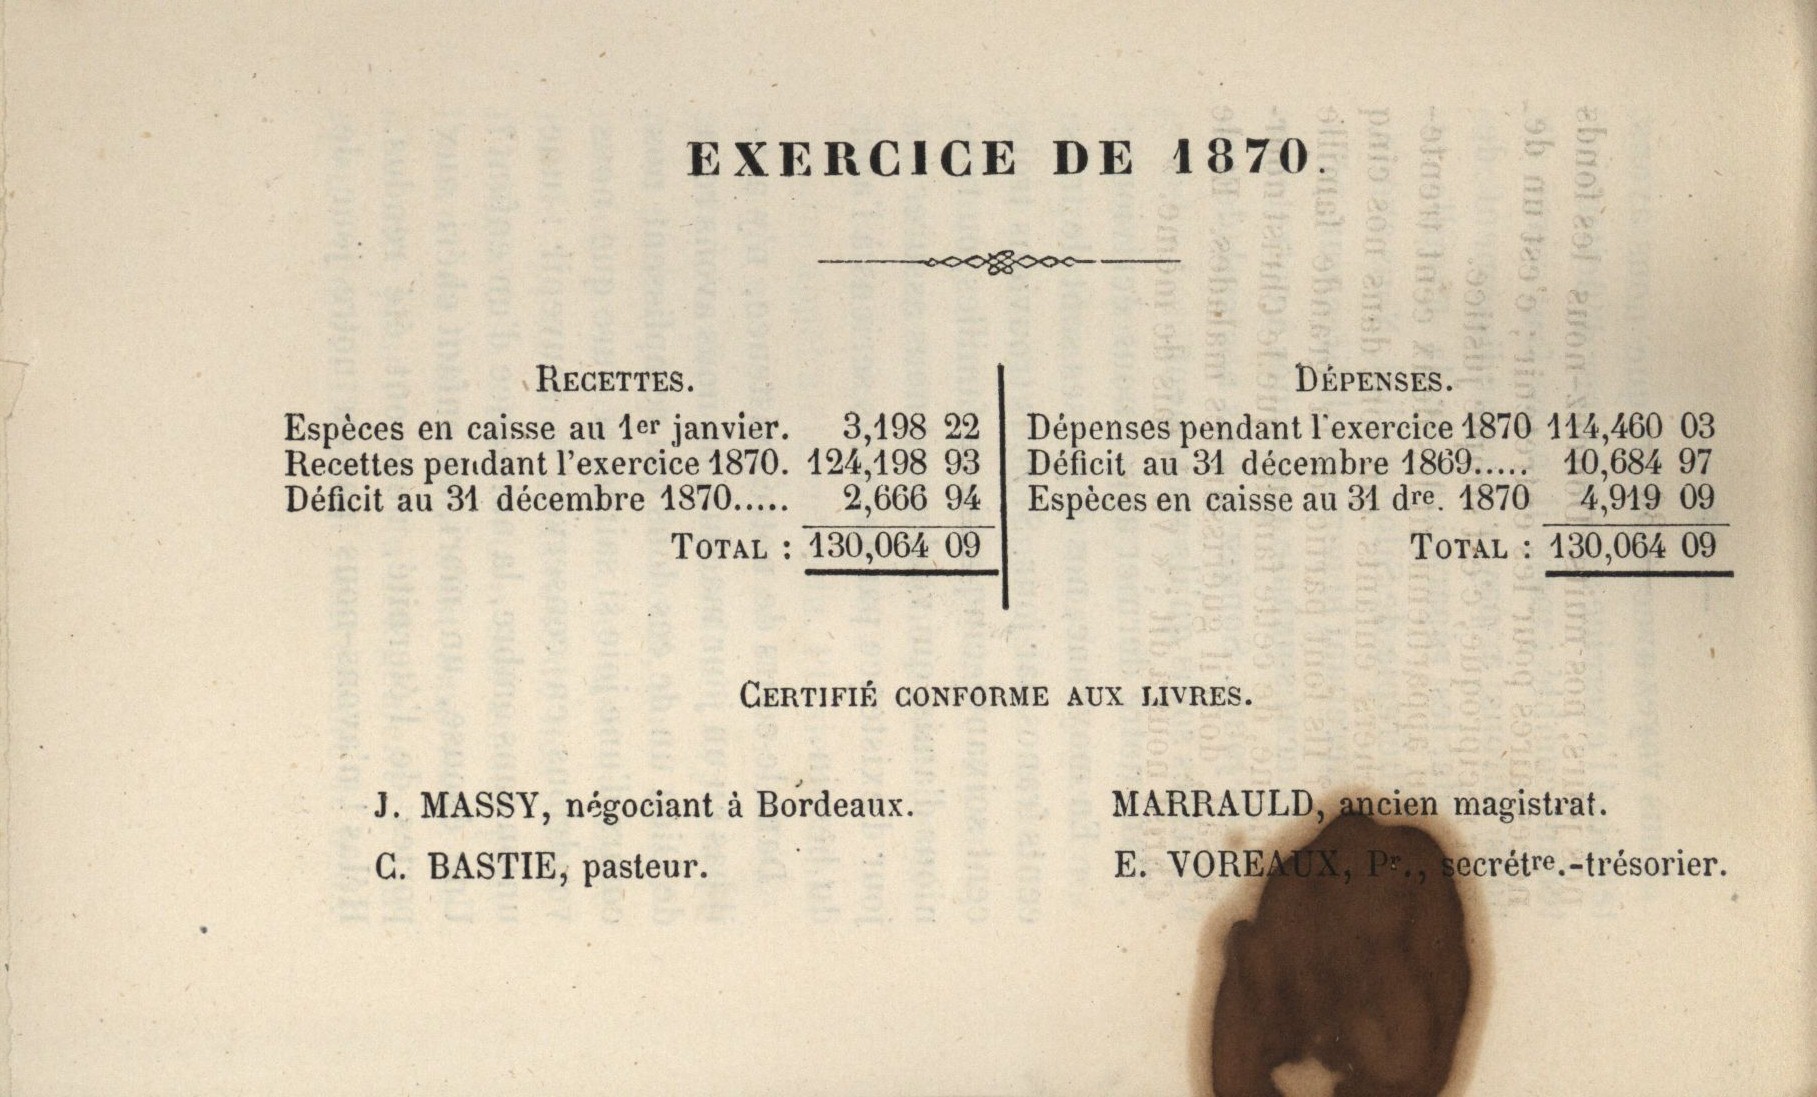 EXERCICE DE 1870.
RECETTES.
Espèces en caisse au 1er janvier. 3,198 22
Recettes pendant l'exercice 1870. 124,198 93
Déficit au 31 décembre 1870..... 2,666 94
TOTAL : 130,064 09
DÉPENSES.
Dépenses pendant l'exercice 1870 114,460 03
Déficit au 31 décembre 1869..... 10,684 97
Espèces en caisse au 31 dre. 1870 4,919 09
TOTAL : 130,064 09
CERTIFIÉ CONFORME AUX LIVRES.
J. MASSY, négociant à Bordeaux.
C. BASTIE, pasteur.
MARRAULD, ancien magistrat.
E. VOREAUX, Pr., secrétre.-trésorier.